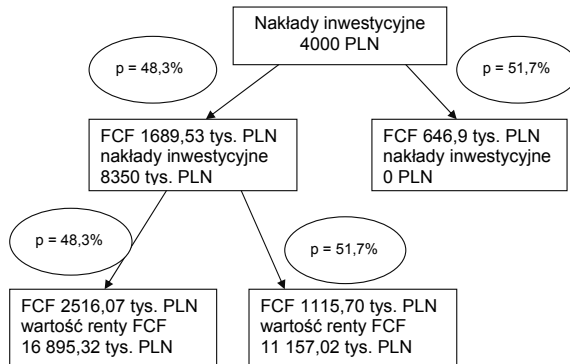 Nakłady inwestycyjne
4000 PLN
p = 48,3%
p = 51,7%
FCF 1689,53 tys. PLN
nakłady inwestycyjne
8350 tys. PLN
FCF 646,9 tys. PLN
nakłady inwestycyjne
0 PLN
p = 48,3%
p = 51,7%
FCF 2516,07 tys. PLN
wartość renty FCF
16 895,32 tys. PLN
FCF 1115,70 tys. PLN
wartość renty FCF
11 157,02 tys. PLN